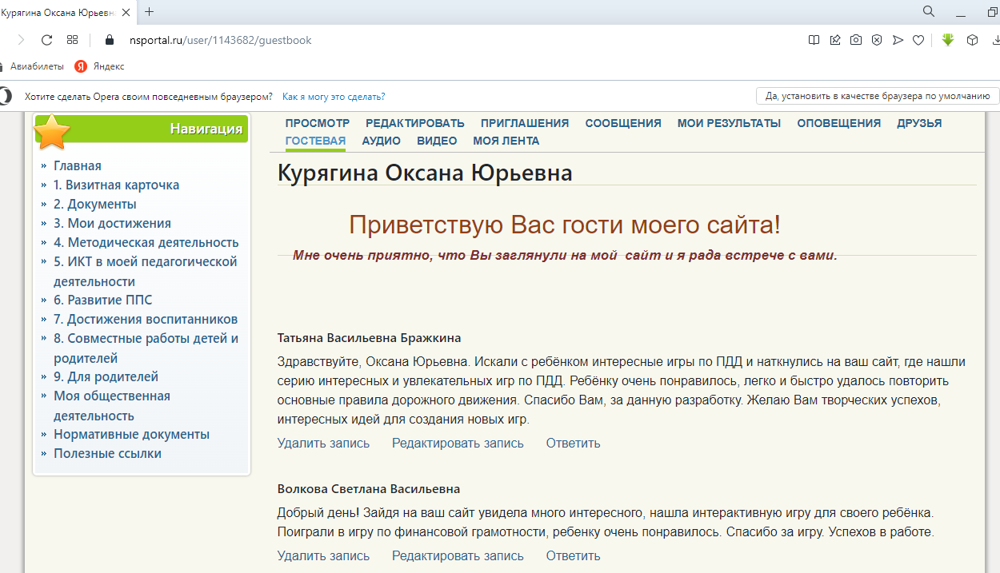 Курягина Оксана Юрьевн
nsportal.ru/user/1143682/guestbook
Авиабилеты
Я Яндекс
Хотите сделать Opera своим повседневным браузером? Как я могу это сделать?
Да, установить в качестве браузера по умолчанию
Навигация
» Главная
» 1. Визитная карточка
» 2. Документы
» 3. Мои достижения
» 4. Методическая деятельность
» 5. ИКТ в моей педагогической
деятельности
» 6. Развитие ППС
» 7. Достижения воспитанников
» 8. Совместные работы детей и
родителей
» 9. Для родителей
» Моя общественная
деятельность
» Нормативные документы
» Полезные ссылки
ПРОСМОТР РЕДАКТИРОВАТЬ ПРИГЛАШЕНИЯ СООБЩЕНИЯ МОИ РЕЗУЛЬТАТЫ ОПОВЕЩЕНИЯ ДРУЗЬЯ
ГОСТЕВАЯ АУДИО ВИДЕО МОЯ ЛЕНТА
Курягина Оксана Юрьевна
Приветствую Вас гости моего сайта!
Мне очень приятно, что Вы заглянули на мой сайт и я рада встрече с вами.
Татьяна Васильевна Бражкина
Здравствуйте, Оксана Юрьевна. Искали с ребёнком интересные игры по ПДД и наткнулись на ваш сайт, где нашли
серию интересных и увлекательных игр по ПДД. Ребёнку очень понравилось, легко и быстро удалось повторить
основные правила дорожного движения. Спасибо Вам, за данную разработку. Желаю Вам творческих успехов,
интересных идей для создания новых игр.
Удалить запись Редактировать запись Ответить
Волкова Светлана Васильевна
Добрый день! Зайдя на ваш сайт увидела много интересного, нашла интерактивную игру для своего ребёнка.
Поиграли в игру по финансовой грамотности, ребенку очень понравилось. Спасибо за игру. Успехов в работе.
Удалить запись Редактировать запись Ответить